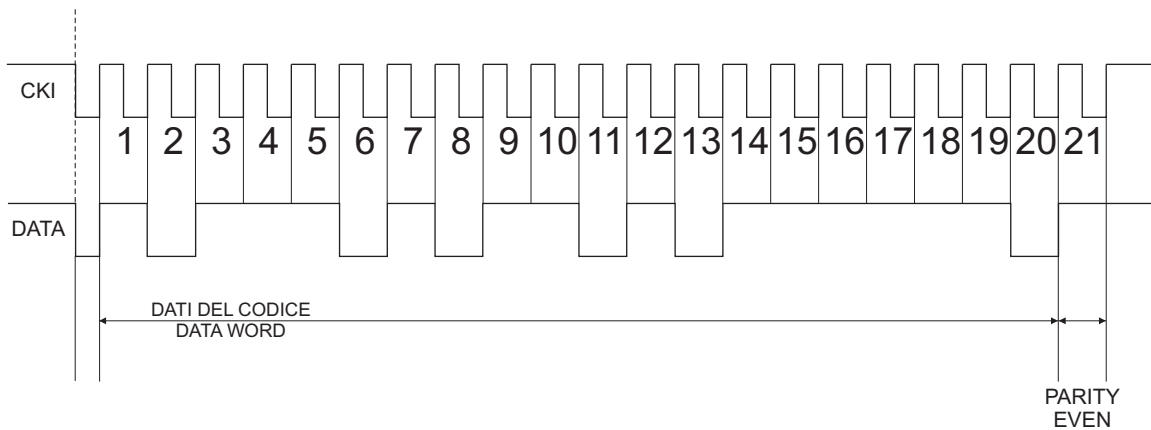 CKI
1 2 3 4 5 6 7 8 9 10 11 12 13 14 15 16 17 18 19 20 21
DATA
DATI DEL CODICE
DATA WORD
PARITY
EVEN